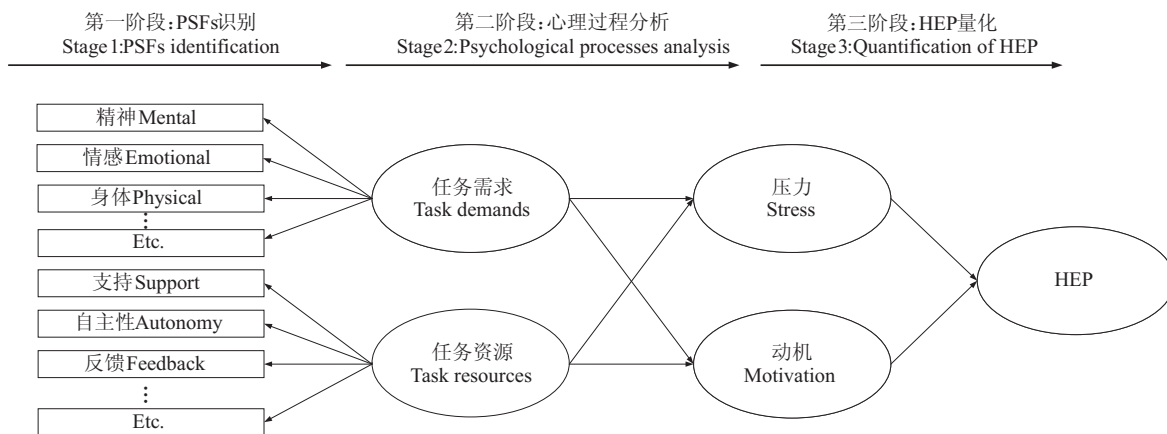 第一阶段:PSFs识别
Stage1:PSFs identification
第二阶段:心理过程分析
Stage2:Psychological processes analysis
第三阶段:HEP量化
Stage3:Quantification of HEP
精神Mental
情感Emotional
身体Physical
⋮
Etc.
支持Support
自主性Autonomy
反馈Feedback
⋮
Etc.
任务需求
Task demands
任务资源
Task resources
压力
Stress
动机
Motivation
HEP